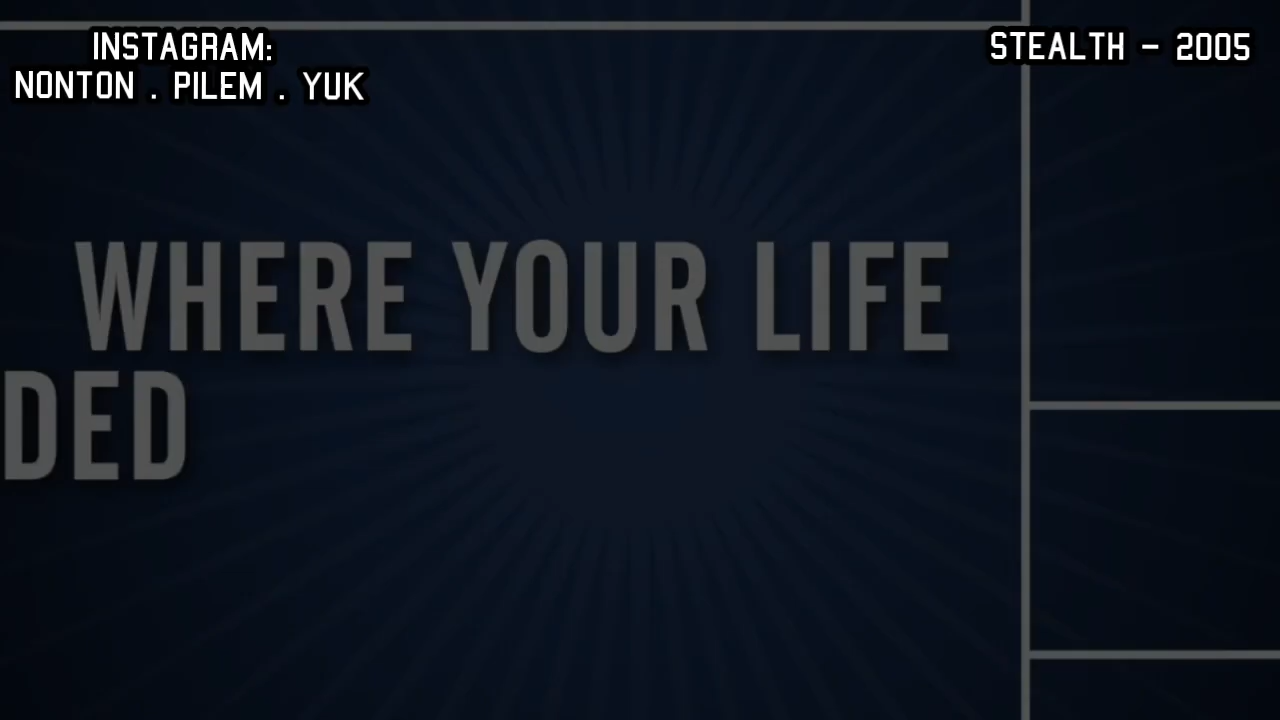 INSTAGRAM:
NONTON . PILEM . YUK
STEALTH - 2005
WHERE YOUR LIFE
DED